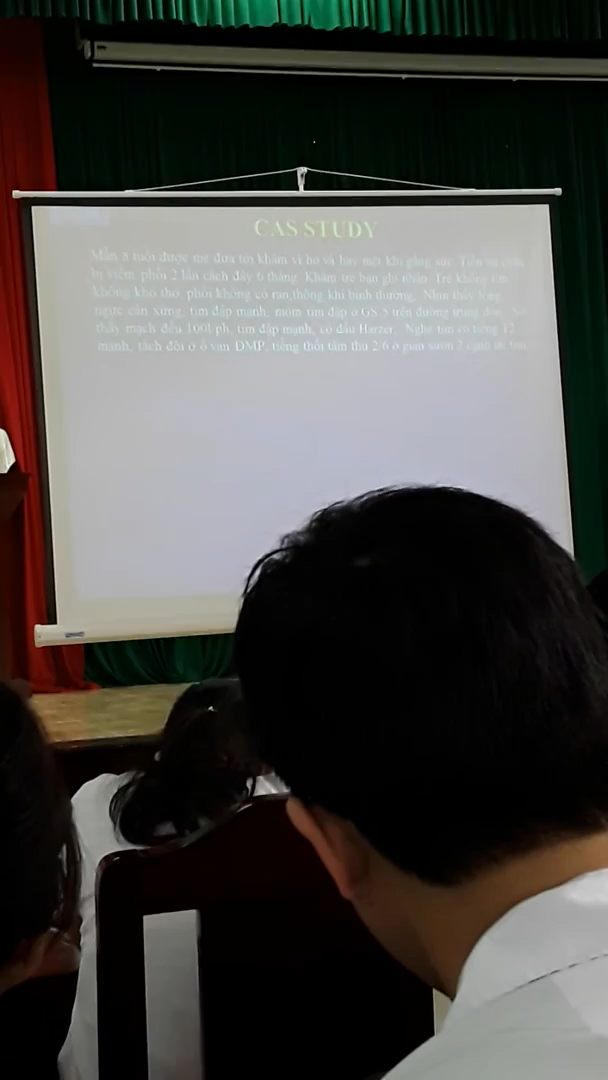 CAS STUDY
Mẫn 8 tuổi được mẹ đưa tới khám vì ho và hay mệt khi gắng sức. Tiền sử
bị viêm phổi 2 lần cách đây 6 tháng. Khám trẻ bạn ghi nhận: Trẻ không
không khó thở, phổi không có ran,thông khí bình thường. Nhìn thấy lồng
ngực cân xứng, tim đập mạnh, mỏm tim đập ở GS 5 trên đường trung đòn.
thấy mạch đều 100l/ph, tim đập mạnh, có dấu Harzer. Nghe tim có tiếng T2
mạnh, tách đôi ở ổ van ĐMP, tiếng thổi tâm thu 2/6 ở gian sườn 2 cạnh ức